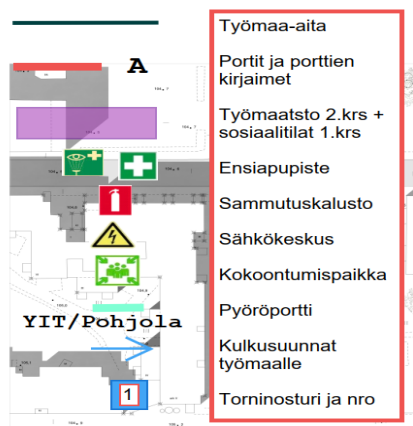 Työmaa-aita
A
Portit ja porttien
kirjaimet
Työmaatsto 2.krs +
sosiaalitilat 1.krs
Ensiapupiste
Sammutuskalusto
Sähkökeskus
Kokoontumispaikka
Pyöröportti
YIT/Pohjola
Kulkusuunnat
työmaalle
1
Torninosturi ja nro